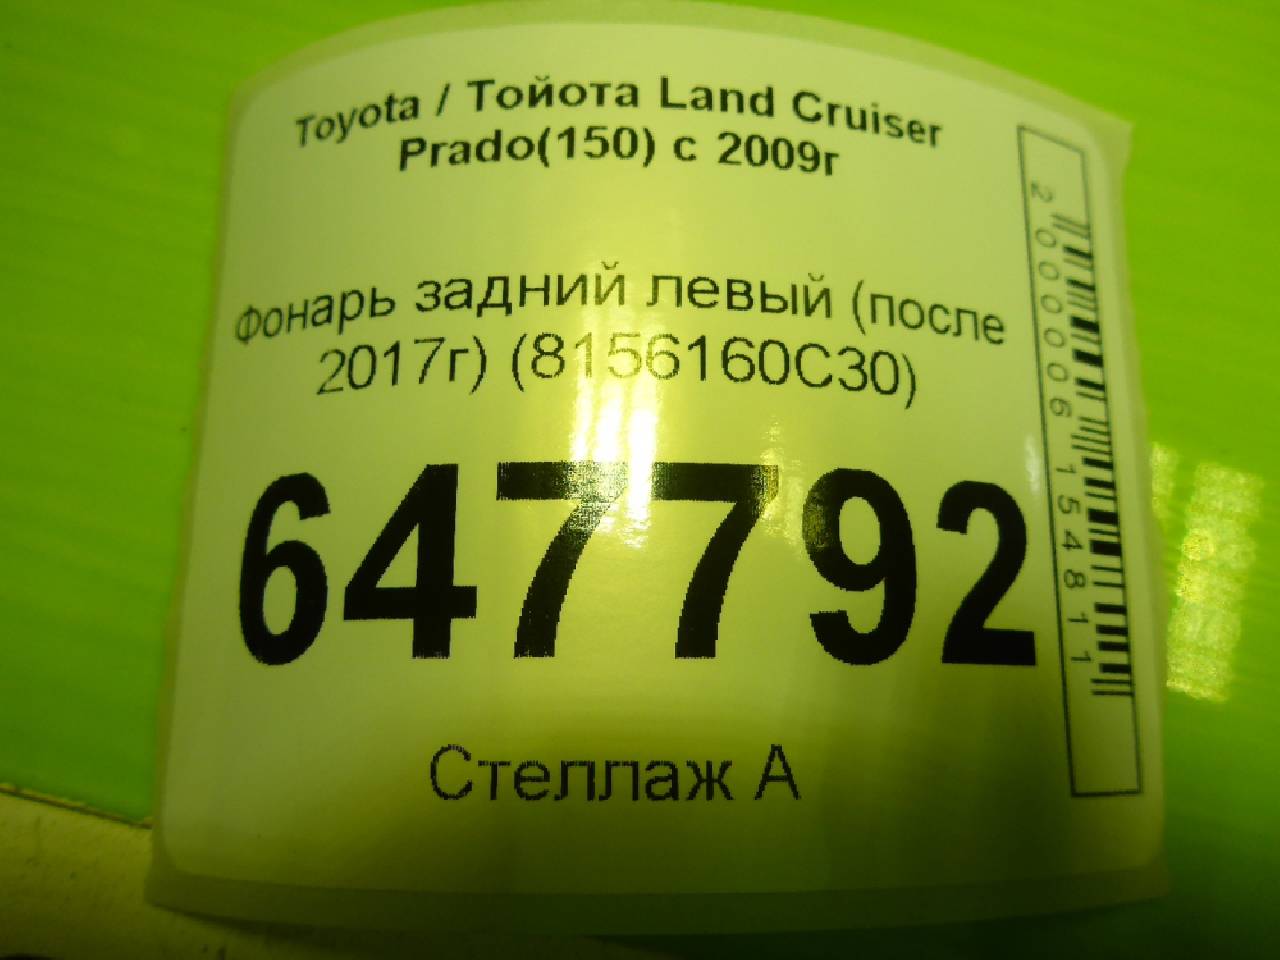 Toyota / Тойота Land Cruiser
Prado(150) с 2009г
фонарь задний левый (после
2017г) (8156160C30)
647792
Стеллаж А
2000006154811